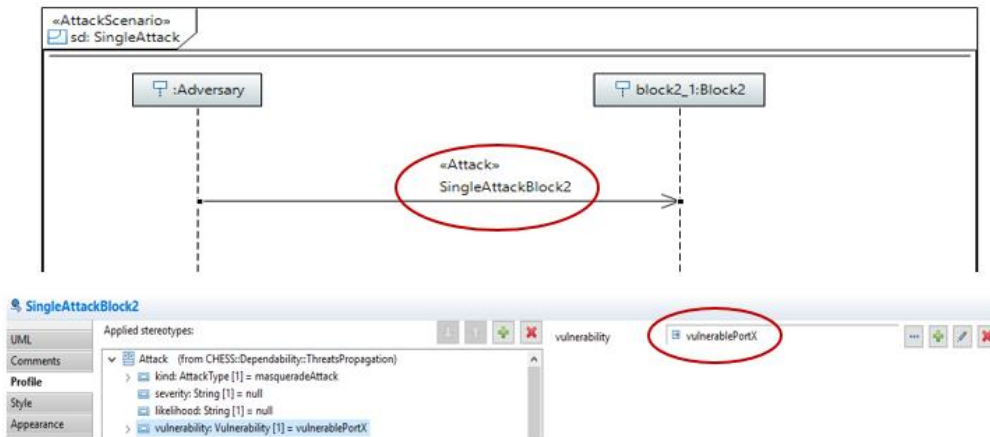 «AttackScenario»
sd: SingleAttack
:Adversary
block2_1:Block2
«Attack»
SingleAttackBlock2
SingleAttackBlock2
UML
Comments
Profile
Style
Appearance
Applied stereotypes:
Attack (from CHESS::Dependability::ThreatsPropagation)
kind: AttackType [1] = masqueradeAttack
severity: String [1] = null
likelihood: String [1] = null
vulnerability: Vulnerability [1] = vulnerablePortX
vulnerability
vulnerablePortX